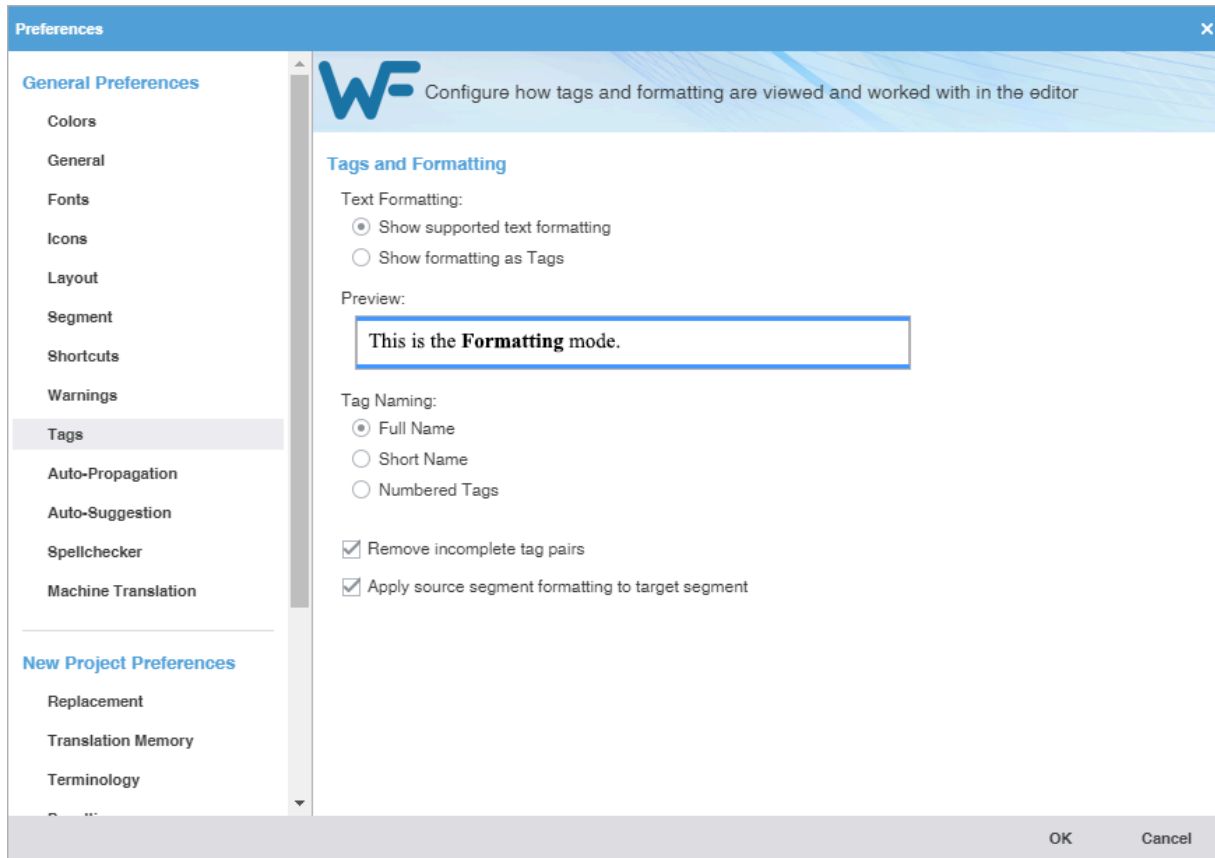 Preferences
General Preferences
Colors
General
Fonts
Icons
Layout
Segment
Shortcuts
Warnings
Tags
Auto-Propagation
Auto-Suggestion
Spellchecker
Machine Translation
New Project Preferences
Replacement
Translation Memory
Terminology
WF
Configure how tags and formatting are viewed and worked with in the editor
Tags and Formatting
Text Formatting:
Show supported text formatting
Show formatting as Tags
Preview:
This is the Formatting mode.
Tag Naming:
Full Name
Short Name
Numbered Tags
Remove incomplete tag pairs
Apply source segment formatting to target segment
OK Cancel